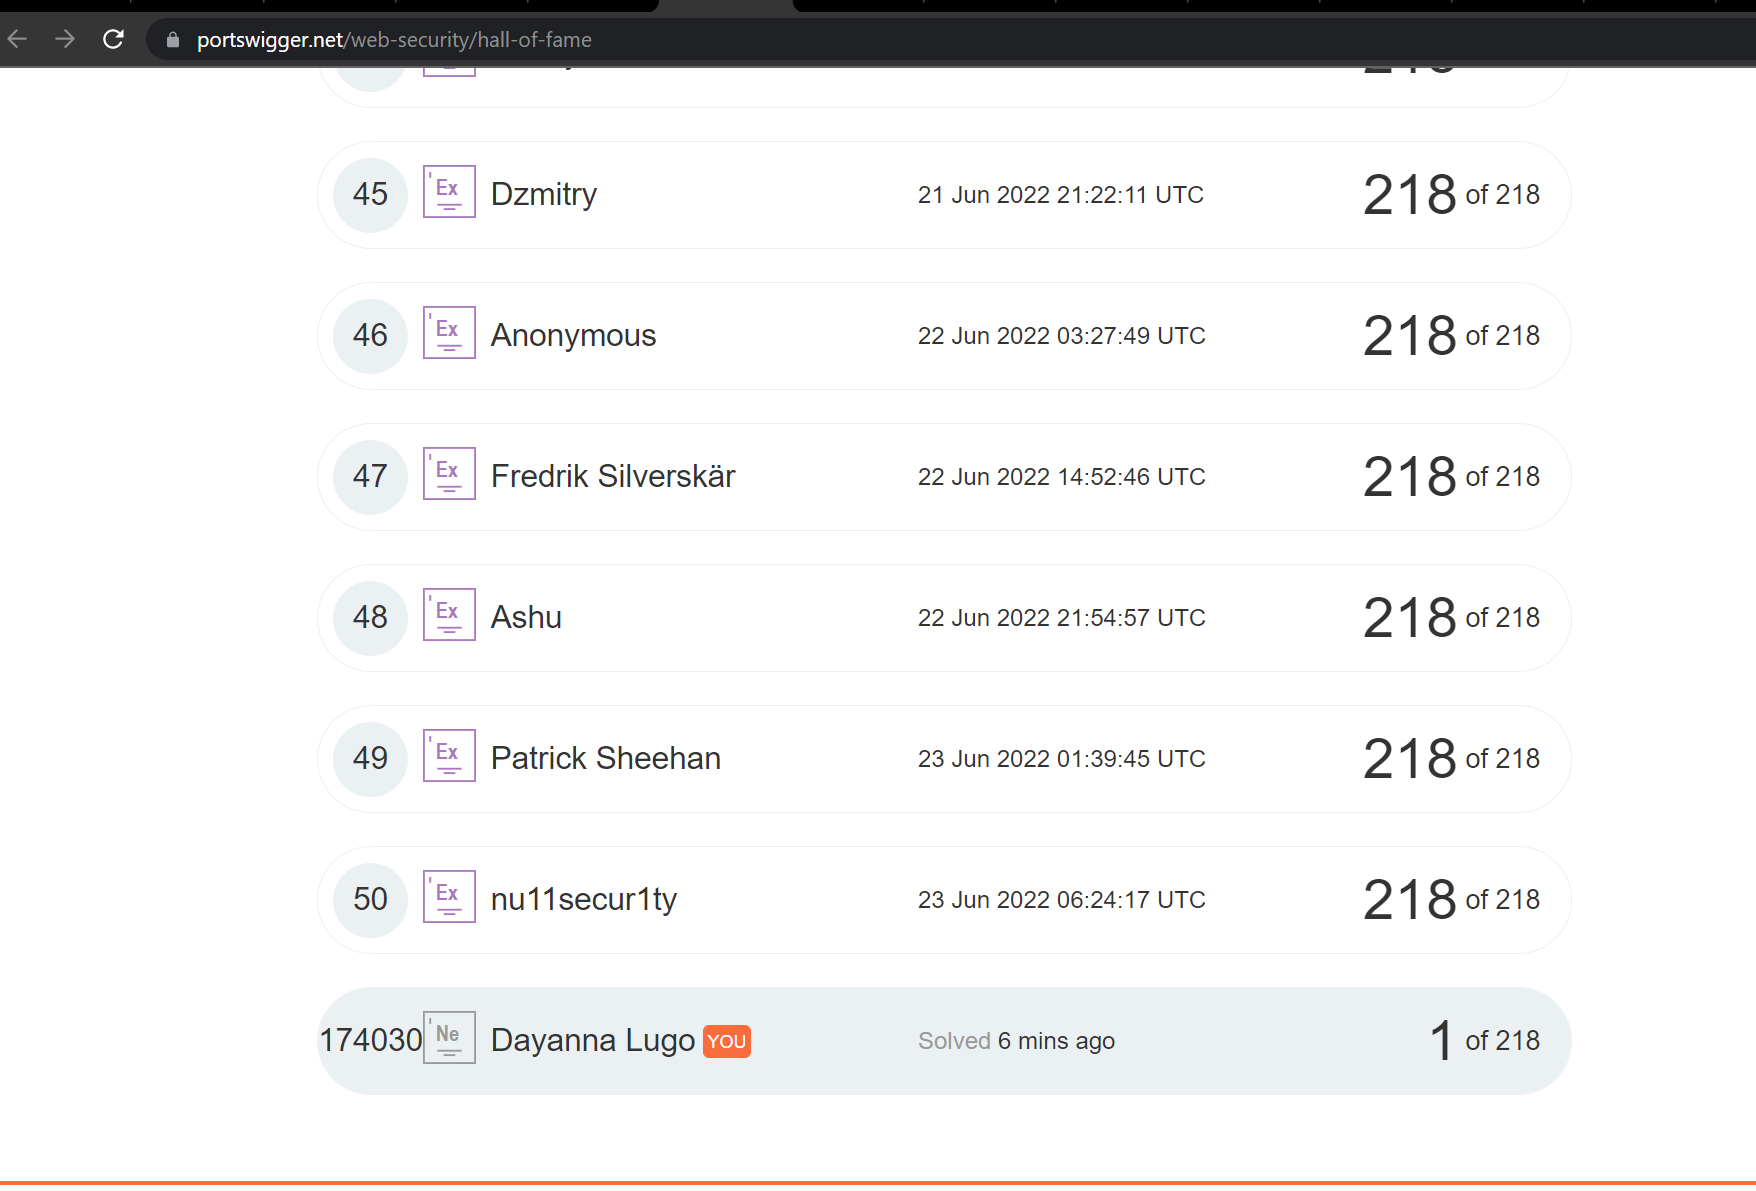 portswigger.net/web-security/hall-of-fame
45 Ex Dzmitry 21 Jun 2022 21:22:11 UTC 218 of 218
46 Ex Anonymous 22 Jun 2022 03:27:49 UTC 218 of 218
47 Ex Fredrik Silverskär 22 Jun 2022 14:52:46 UTC 218 of 218
48 Ex Ashu 22 Jun 2022 21:54:57 UTC 218 of 218
49 Ex Patrick Sheehan 23 Jun 2022 01:39:45 UTC 218 of 218
50 Ex nu11secur1ty 23 Jun 2022 06:24:17 UTC 218 of 218
174030 Ne Dayanna Lugo YOU Solved 6 mins ago 1 of 218